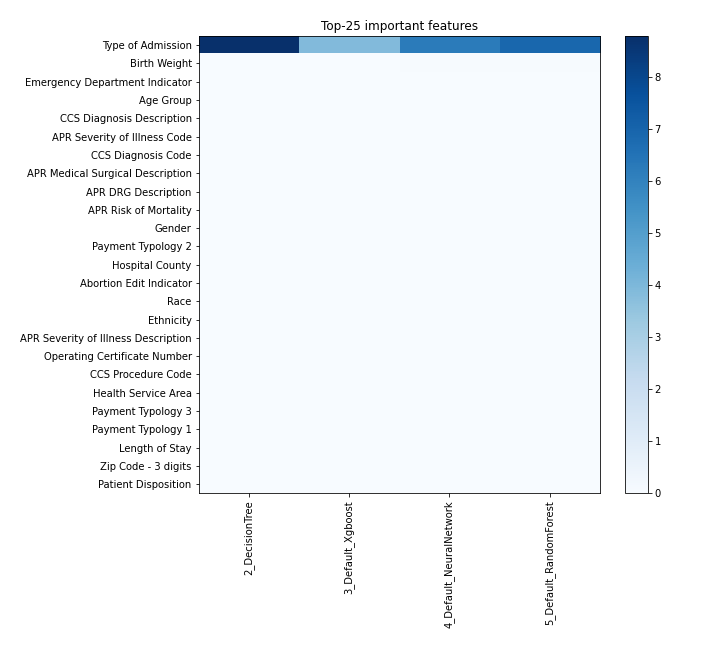 Top-25 important features
Type of Admission
Birth Weight
Emergency Department Indicator
Age Group
CCS Diagnosis Description
APR Severity of Illness Code
CCS Diagnosis Code
APR Medical Surgical Description
APR DRG Description
APR Risk of Mortality
Gender
Payment Typology 2
Hospital County
Abortion Edit Indicator
Race
Ethnicity
APR Severity of Illness Description
Operating Certificate Number
CCS Procedure Code
Health Service Area
Payment Typology 3
Payment Typology 1
Length of Stay
Zip Code - 3 digits
Patient Disposition
2_DecisionTree
3_Default_Xgboost
4_Default_NeuralNetwork
5_Default_RandomForest
8
7
6
5
4
3
2
1
0